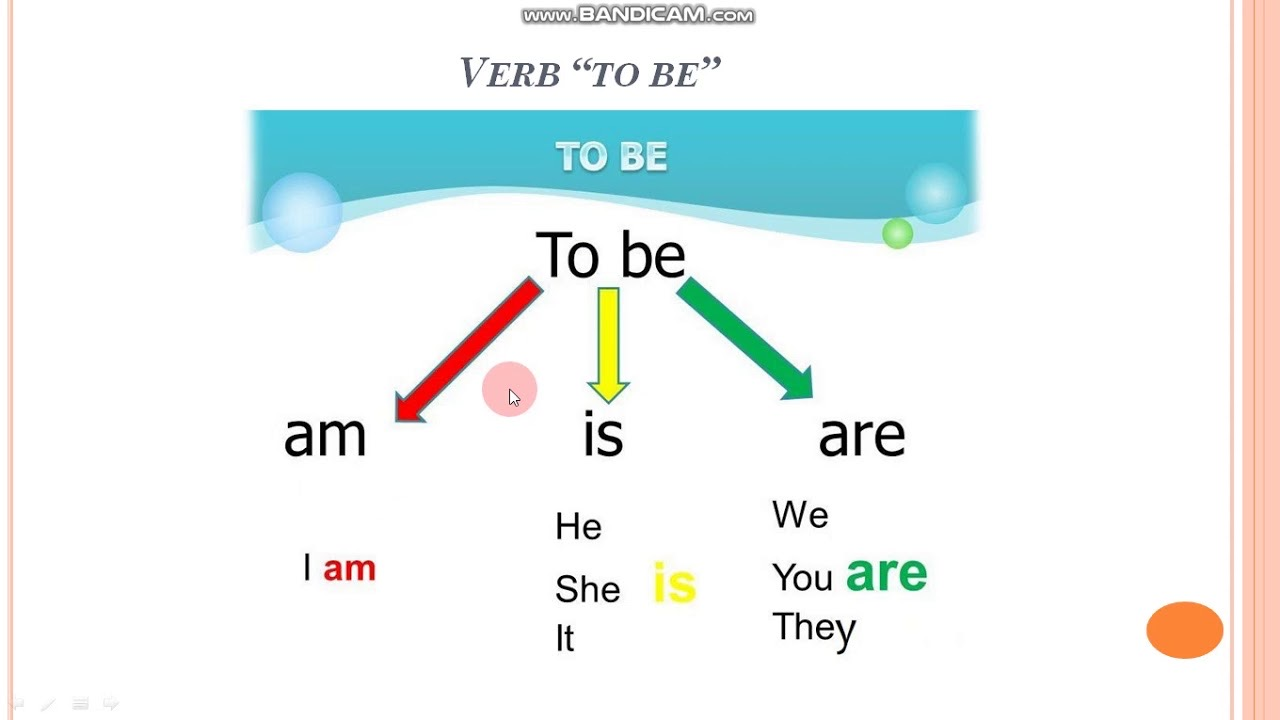 www.BANDICAM.com
VERB “TO BE”
TO BE
To be
am
is
are
I am
He
She is
It
We
You are
They